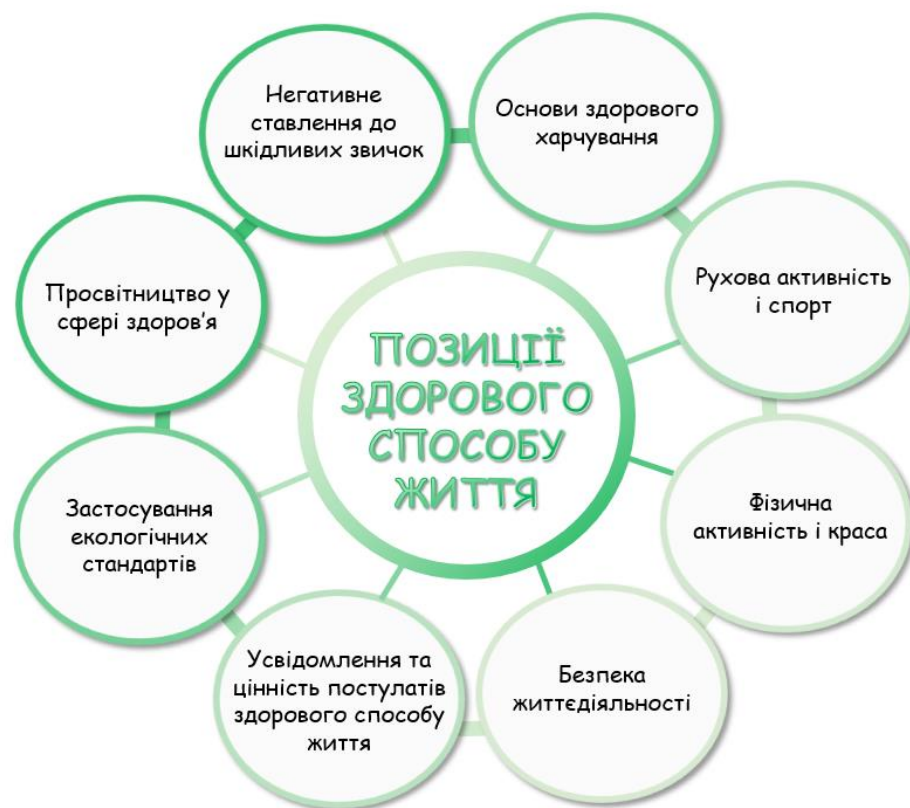 ПОЗИЦІЇ
ЗДОРОВОГО
СПОСОБУ
ЖИТТЯ
Основи здорового
харчування
Рухова активність
і спорт
Фізична
активність і краса
Безпека
життєдіяльності
Усвідомлення та
цінність постулатів
здорового способу
життя
Застосування
екологічних
стандартів
Просвітництво у
сфері здоров’я
Негативне
ставлення до
шкідливих звичок